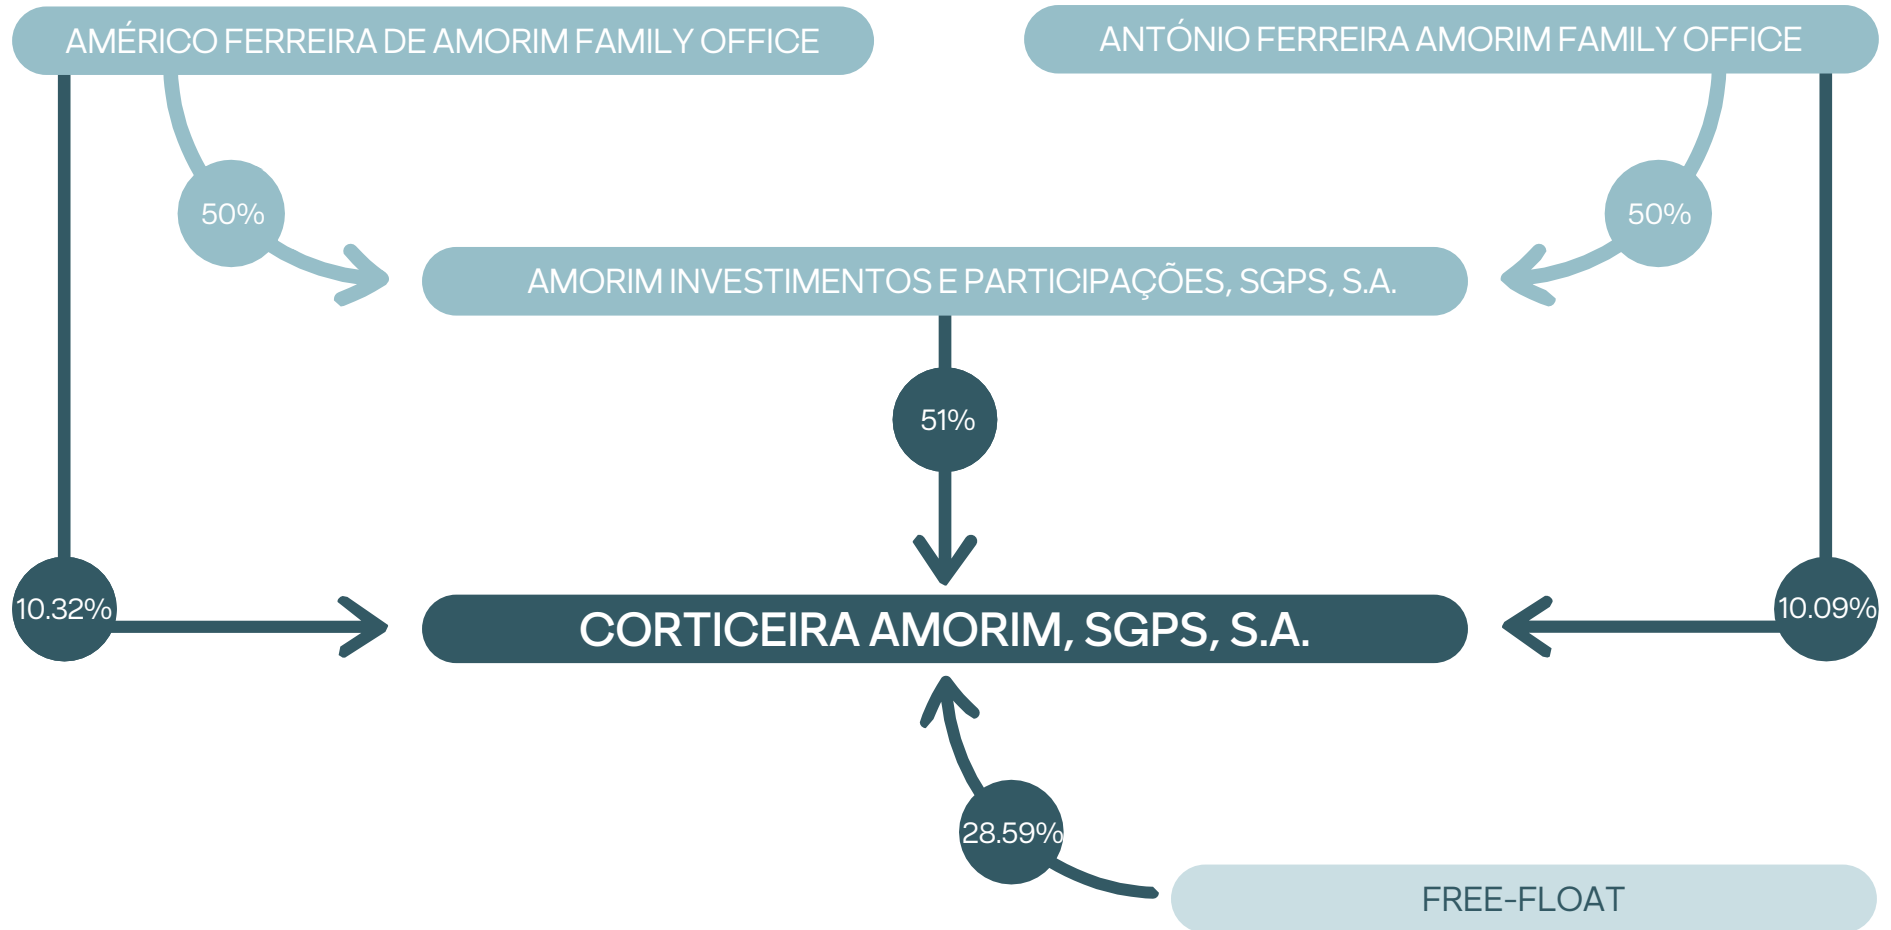 AMÉRICO FERREIRA DE AMORIM FAMILY OFFICE
ANTÓNIO FERREIRA AMORIM FAMILY OFFICE
50%
50%
AMORIM INVESTIMENTOS E PARTICIPAÇÕES, SGPS, S.A.
51%
10.32%
10.09%
CORTICEIRA AMORIM, SGPS, S.A.
28.59%
FREE-FLOAT